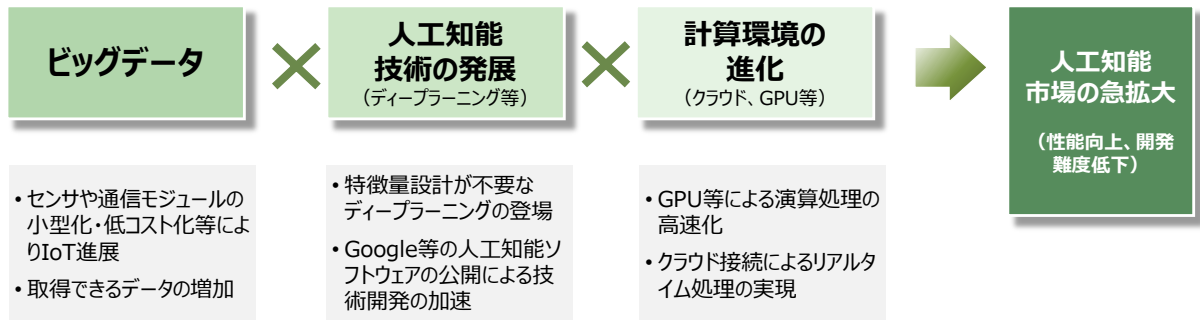 ビッグデータ
×
人工知能
技術の発展
（ディープラーニング等）
×
計算環境の
進化
（クラウド、GPU等）
人工知能
市場の急拡大
（性能向上、開発
難度低下）
• センサや通信モジュールの
小型化・低コスト化等によ
りIoT進展
• 取得できるデータの増加
• 特徴量設計が不要な
ディープラーニングの登場
• Google等の人工知能ソ
フトウェアの公開による技
術開発の加速
• GPU等による演算処理の
高速化
• クラウド接続によるリアルタ
イム処理の実現